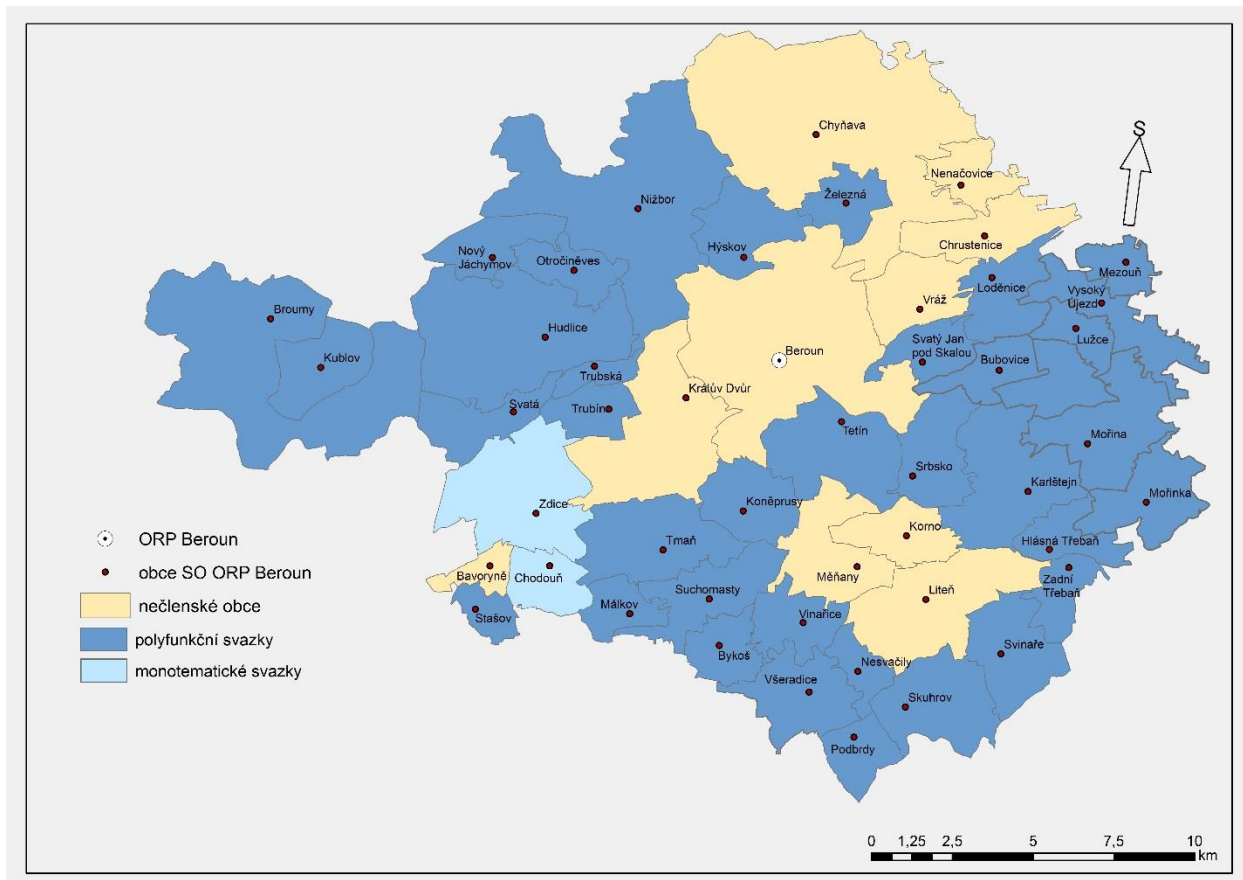 S
Chyňava
Nenačovice
Železná
Nižbor
Chrustenice
Hýskov
Nový
Jáchymov
Otročiněves
Mezouň
Loděnice
Vysoký
Újezd
Broumy
Vráž
Lužce
Hudlice
Svatý Jan
pod Skalou
Beroun
Bubovice
Kublov
Trubská
Králův Dvůr
Svatá
Trubín
Tetín
Mořina
Srbsko
Karlštejn
Mořinka
Zdice
Koněprusy
Korno
Hlásná Třebaň
Tmaň
Zadní
Třebaň
Bavoryně
Chodouň
Měňany
Liteň
Suchomasty
Málkov
Stašov
Vinařice
Bykoš
Svinaře
Nesvačily
Všeradice
Skuhrov
Podbrdy
ORP Beroun
obce SO ORP Beroun
nečlenské obce
polyfunkční svazky
monotematické svazky
0 1,25 2,5 5 7,5 10
km